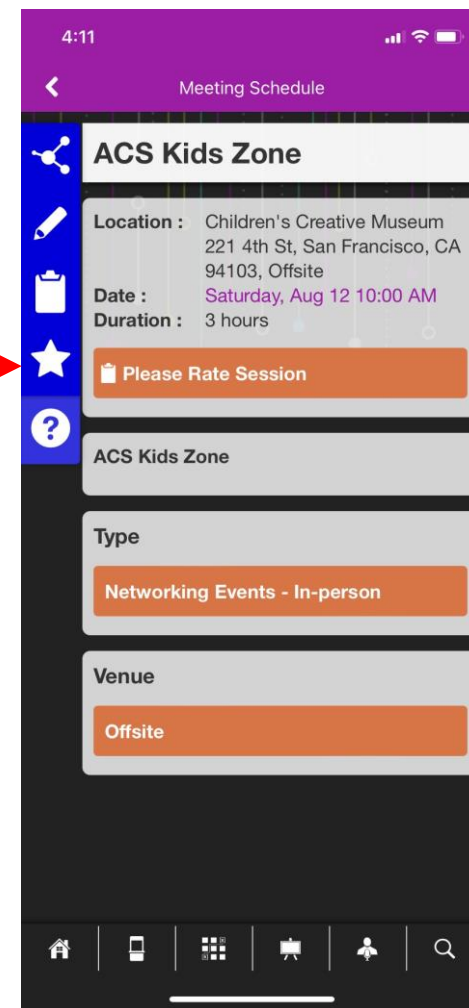 4:11
Meeting Schedule
ACS Kids Zone
Location : Children's Creative Museum
221 4th St, San Francisco, CA
94103, Offsite
Date : Saturday, Aug 12 10:00 AM
Duration : 3 hours
Please Rate Session
?
ACS Kids Zone
Type
Networking Events - In-person
Venue
Offsite